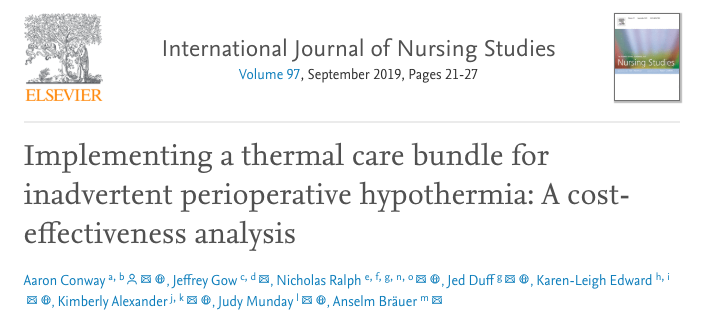 International Journal of Nursing Studies
Volume 97, September 2019, Pages 21-27
ELSEVIER
Nursing Studies
Implementing a thermal care bundle for
inadvertent perioperative hypothermia: A cost-
effectiveness analysis
Aaron Conway a, b, Jeffrey Gow c, d, Nicholas Ralph e, f, g, n, o, Jed Duff g, Karen-Leigh Edward h, i
, Kimberly Alexander j, k, Judy Munday l, Anselm Bräuer m